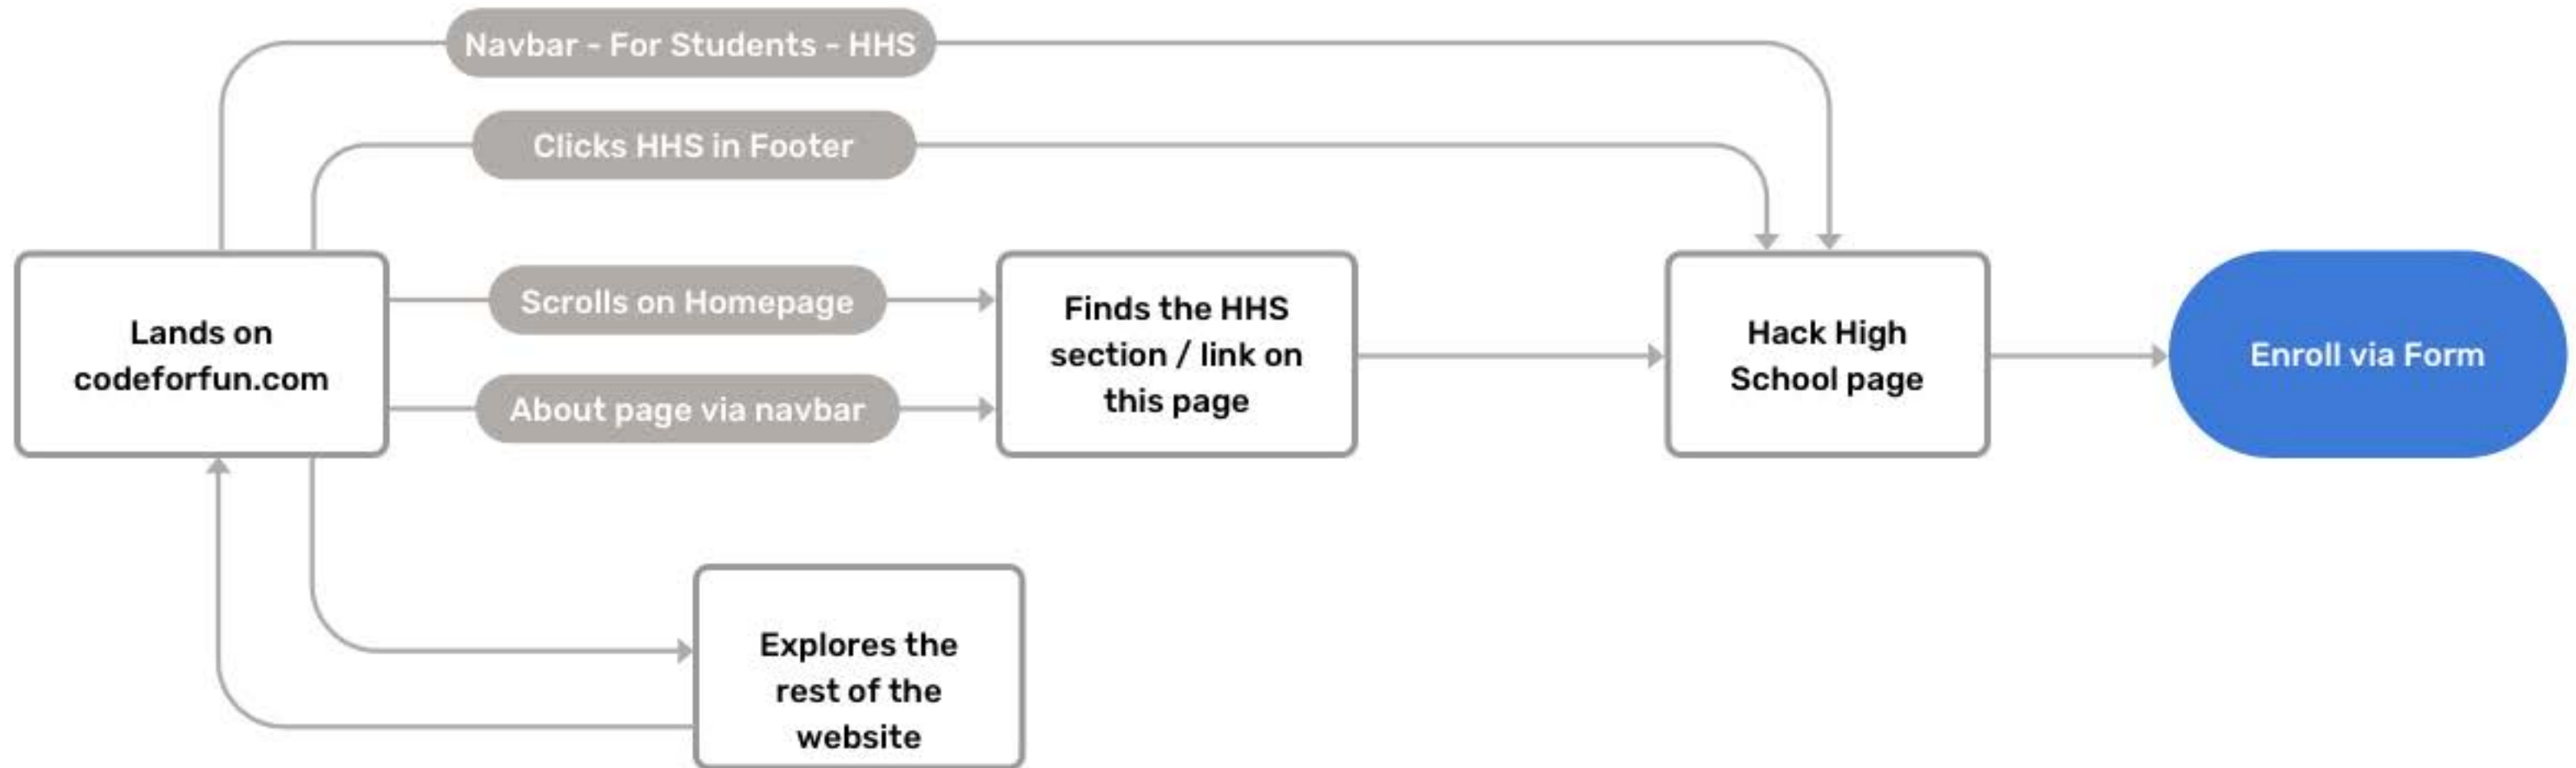 Navbar - For Students - HHS
Clicks HHS in Footer
Lands on
codeforfun.com
Scrolls on Homepage
About page via navbar
Finds the HHS
section / link on
this page
Hack High
School page
Enroll via Form
Explores the
rest of the
website